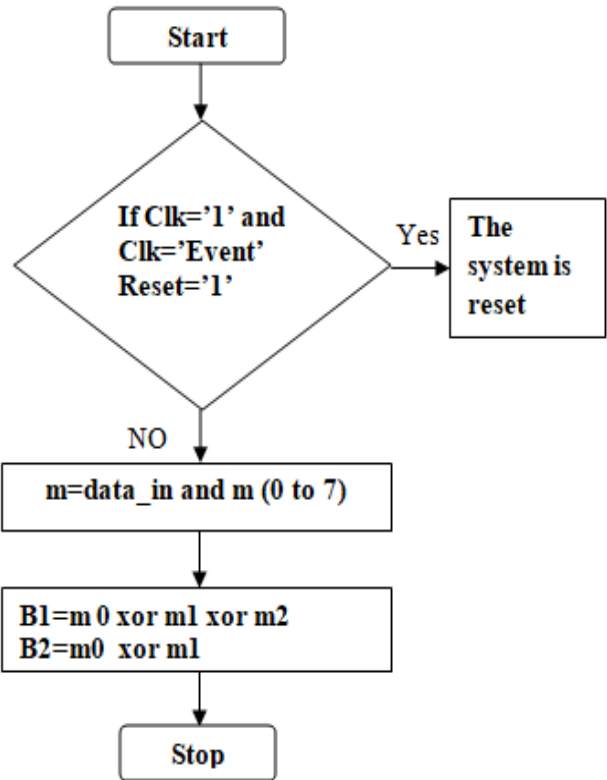 Start
If Clk=’1’ and
Clk=’Event’
Reset=’1’
Yes
The
system is
reset
NO
m=data_in and m (0 to 7)
B1=m 0 xor m1 xor m2
B2=m0 xor m1
Stop